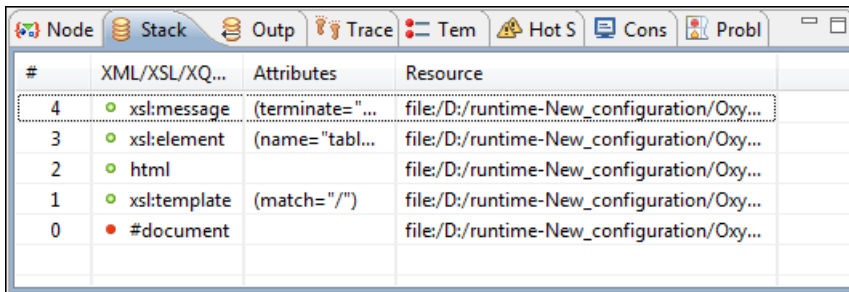 Node Stack Outp Trace Tem Hot S Cons Probl
# XML/XSL/XQ... Attributes Resource
4 xsl:message (terminate="... file:/D:/runtime-New_configuration/Oxy...
3 xsl:element (name="tabl... file:/D:/runtime-New_configuration/Oxy...
2 html file:/D:/runtime-New_configuration/Oxy...
1 xsl:template (match="/") file:/D:/runtime-New_configuration/Oxy...
0 #document file:/D:/runtime-New_configuration/Oxy...